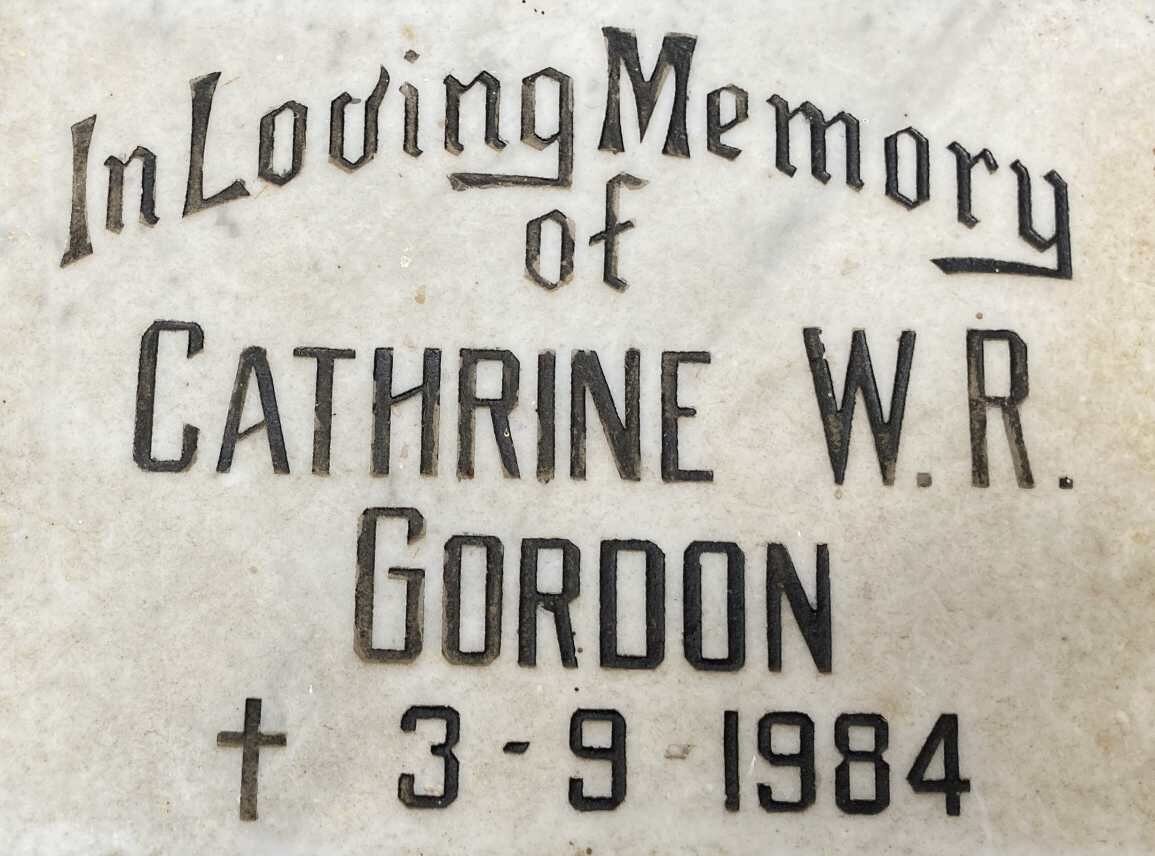 In Loving Memory
of
CATHRINE W.R.
GORDON
† 3-9-1984